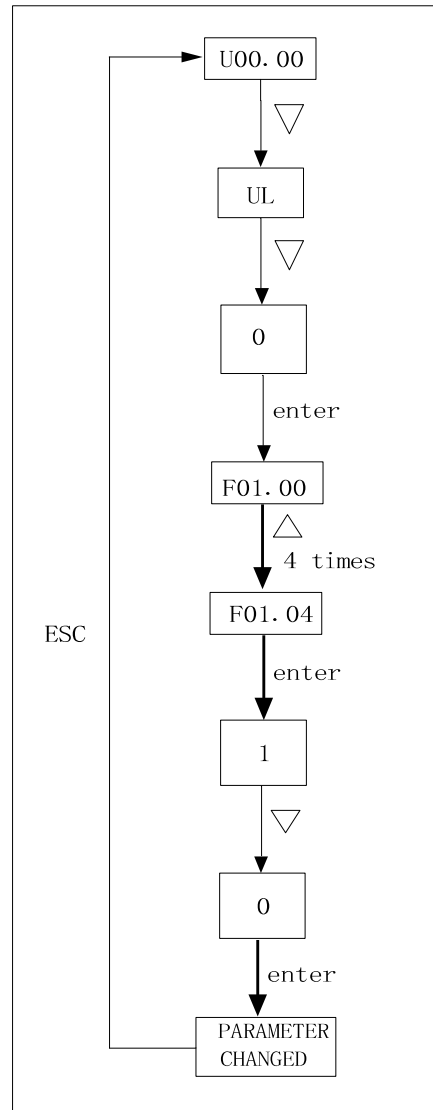 U00.00
UL
0
enter
F01.00
4 times
F01.04
ESC
enter
1
0
enter
PARAMETER
CHANGED